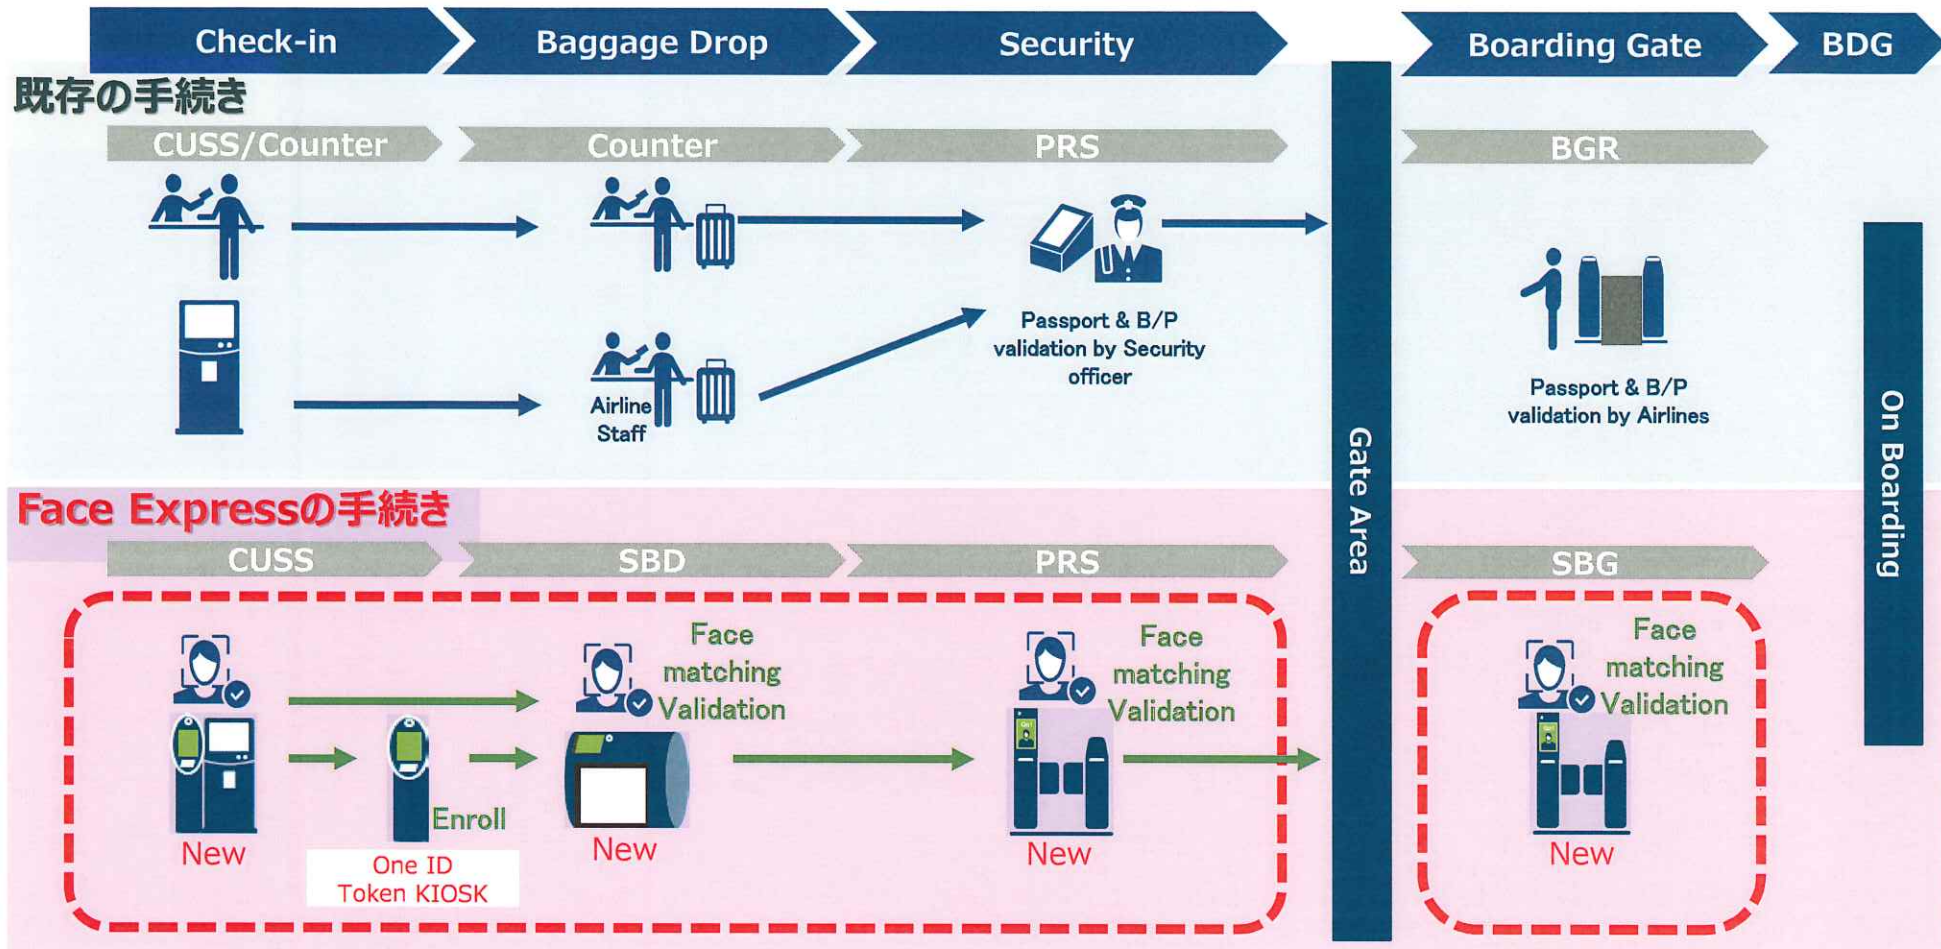 Check-in
Baggage Drop
Security
Boarding Gate
BDG
既存の手続き
CUSS/Counter
Counter
PRS
BGR
Passport & B/P
validation by Security
officer
Airline
Staff
Passport & B/P
validation by Airlines
Gate Area
On Boarding
Face Expressの手続き
CUSS
SBD
PRS
SBG
Face
matching
Validation
Face
matching
Validation
Face
matching
Validation
Enroll
New
One ID
Token KIOSK
New
New
New